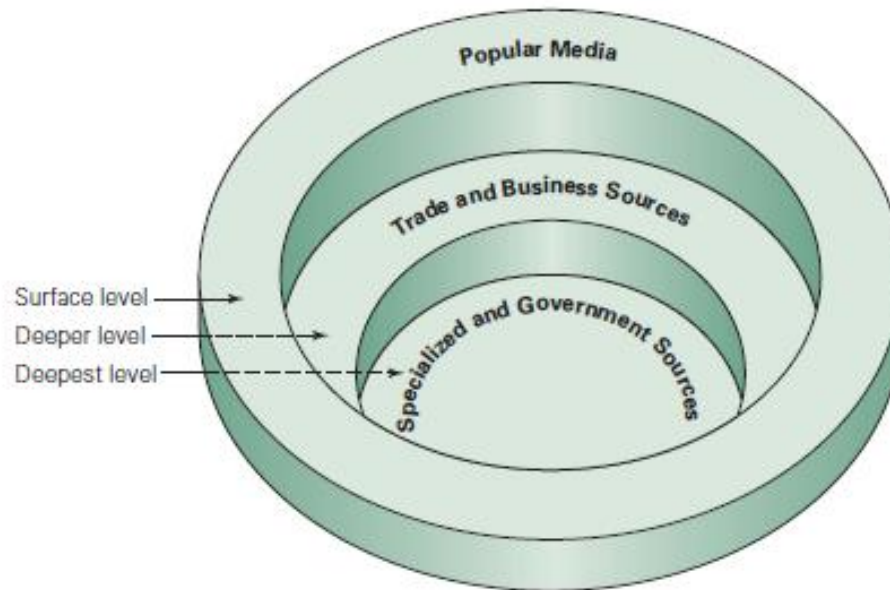 Popular Media
Trade and Business Sources
Specialized and Government Sources
Surface level
Deeper level
Deepest level